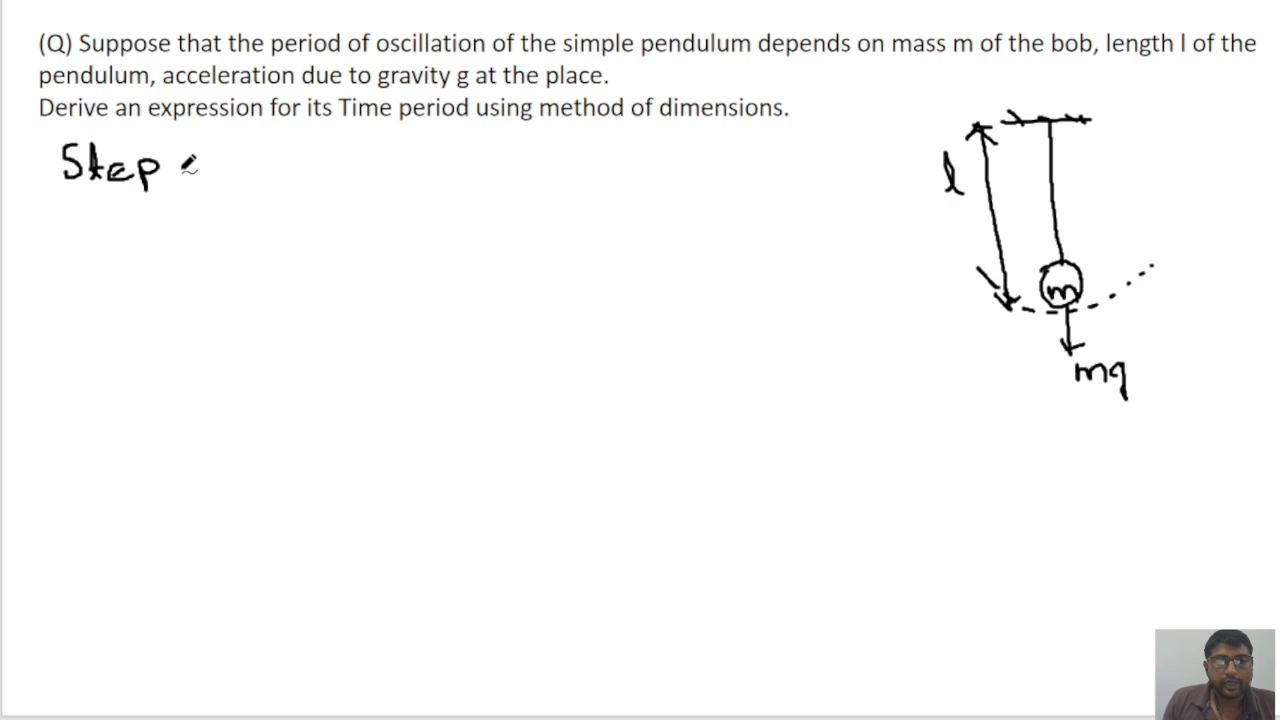 (Q) Suppose that the period of oscillation of the simple pendulum depends on mass m of the bob, length l of the
pendulum, acceleration due to gravity g at the place.
Derive an expression for its Time period using method of dimensions.
Step
l
m
mg